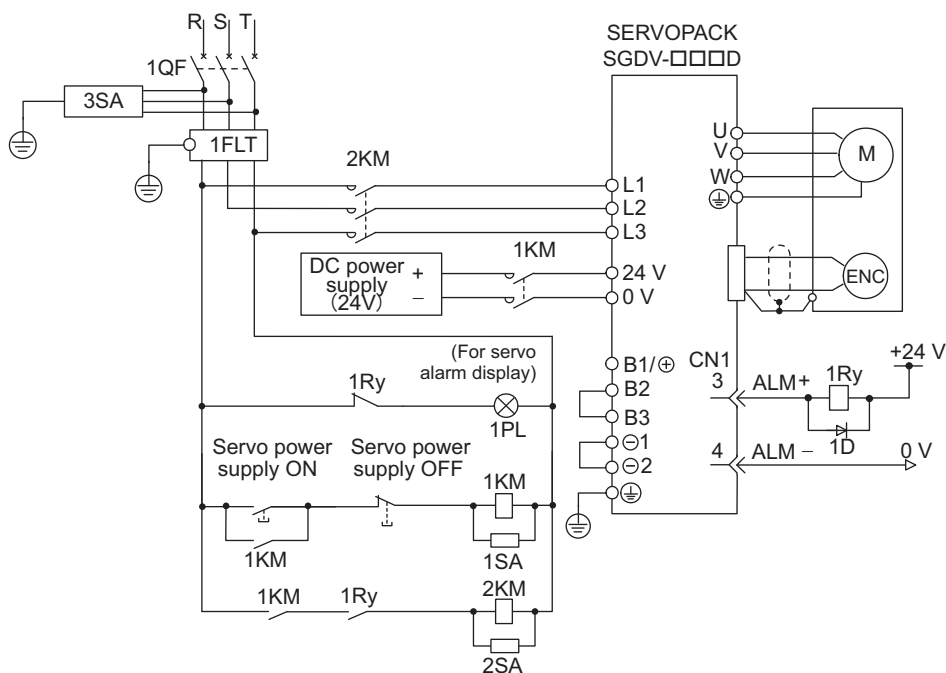 R S T
1QF
3SA
1FLT
2KM
SERVOPACK
SGDV-□□□D
U
V
W
M
L1
L2
L3
1KM
DC power
supply
(24V)
+
−
24 V
0 V
ENC
(For servo
alarm display)
1Ry
1PL
B1/⊕
B2
B3
⊖1
⊖2
CN1
3
ALM+
1Ry
+24 V
1D
4
ALM −
0 V
Servo power
supply ON
Servo power
supply OFF
1KM
1KM
1SA
1KM
1Ry
2KM
2SA